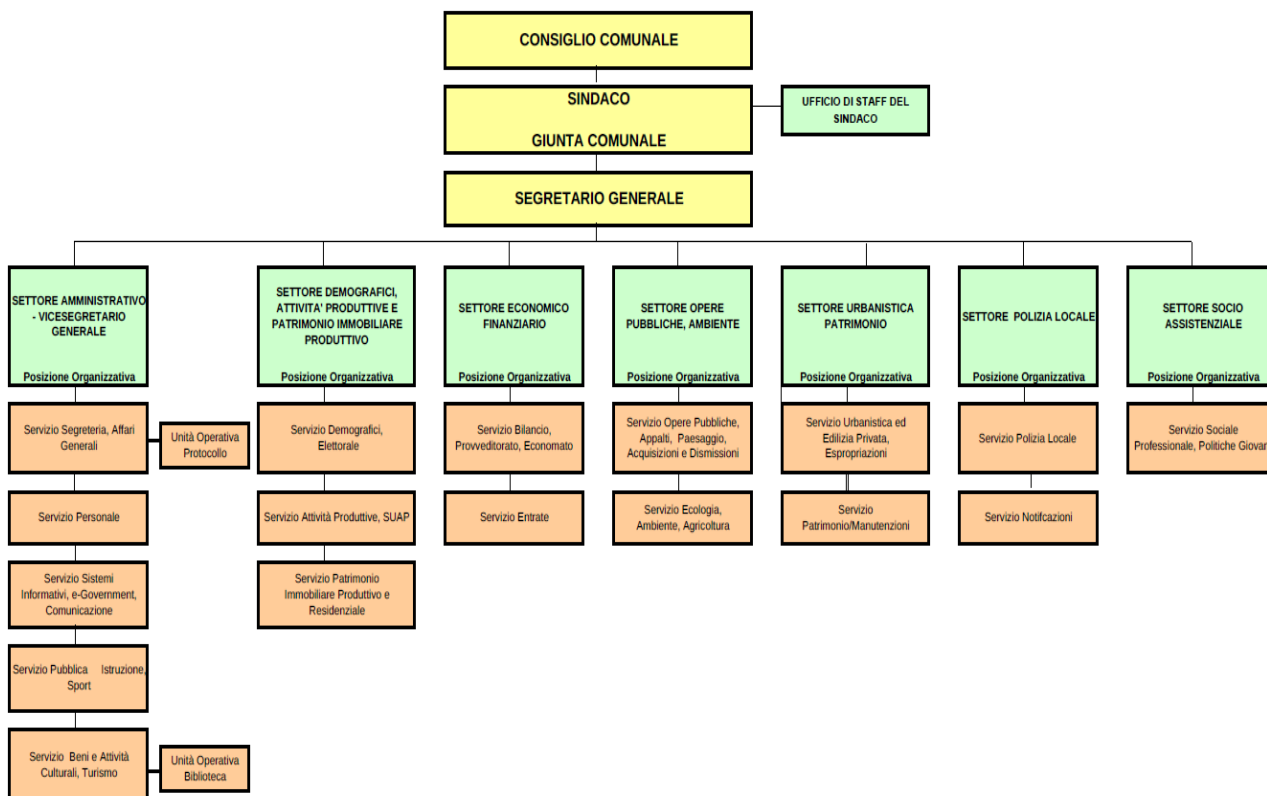 CONSIGLIO COMUNALE
SINDACO
GIUNTA COMUNALE
UFFICIO DI STAFF DEL
SINDACO
SEGRETARIO GENERALE
SETTORE AMMINISTRATIVO
- VICESEGRETARIO
GENERALE
Posizione Organizzativa
SETTORE DEMOGRAFICI,
ATTIVITA' PRODUTTIVE E
PATRIMONIO IMMOBILIARE
PRODUTTIVO
Posizione Organizzativa
SETTORE ECONOMICO
FINANZIARIO
Posizione Organizzativa
SETTORE OPERE
PUBBLICHE, AMBIENTE
Posizione Organizzativa
SETTORE URBANISTICA
PATRIMONIO
Posizione Organizzativa
SETTORE POLIZIA LOCALE
Posizione Organizzativa
SETTORE SOCIO
ASSISTENZIALE
Posizione Organizzativa
Servizio Segreteria, Affari
Generali
Unità Operativa
Protocollo
Servizio Demografici,
Elettorale
Servizio Bilancio,
Provveditorato, Economato
Servizio Opere Pubbliche,
Appalti, Paesaggio,
Acquisizioni e Dismissioni
Servizio Urbanistica ed
Edilizia Privata,
Espropriazioni
Servizio Polizia Locale
Servizio Sociale
Professionale, Politiche Giovan
Servizio Personale
Servizio Attività Produttive, SUAP
Servizio Entrate
Servizio Ecologia,
Ambiente, Agricoltura
Servizio
Patrimonio/Manutenzioni
Servizio Notifcazioni
Servizio Sistemi
Informativi, e-Government,
Comunicazione
Servizio Patrimonio
Immobiliare Produttivo e
Residenziale
Servizio Pubblica Istruzione,
Sport
Servizio Beni e Attività
Culturali, Turismo
Unità Operativa
Biblioteca